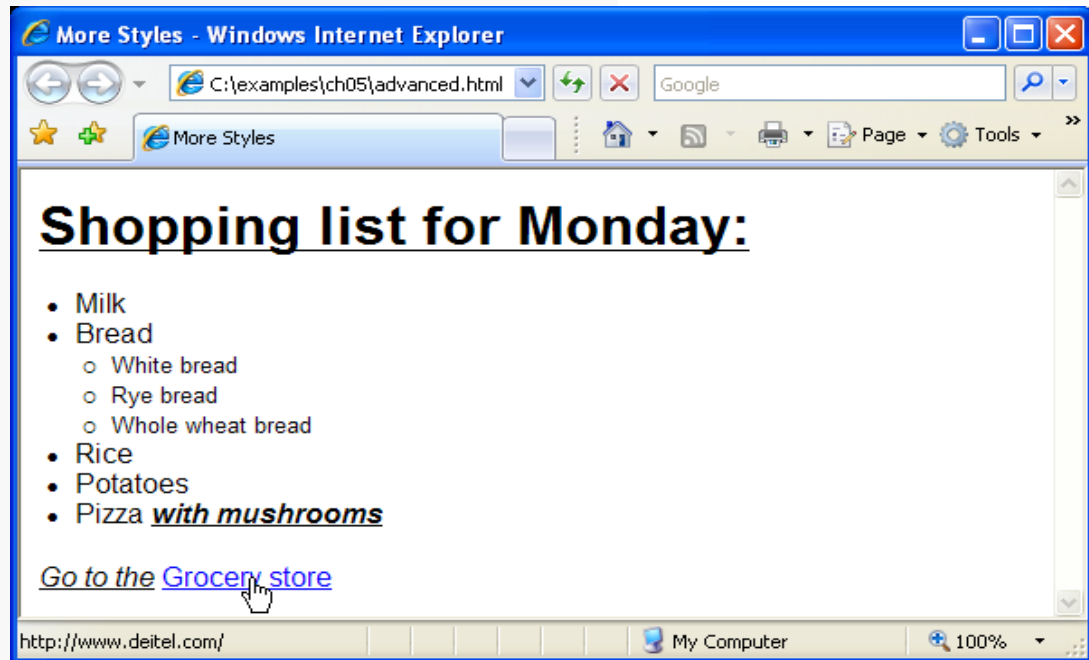 More Styles - Windows Internet Explorer
C:\examples\ch05\advanced.html Google
More Styles Page Tools »
Shopping list for Monday:
• Milk
• Bread
○ White bread
○ Rye bread
○ Whole wheat bread
• Rice
• Potatoes
• Pizza with mushrooms
Go to the Grocery store
http://www.deitel.com/ My Computer 100%